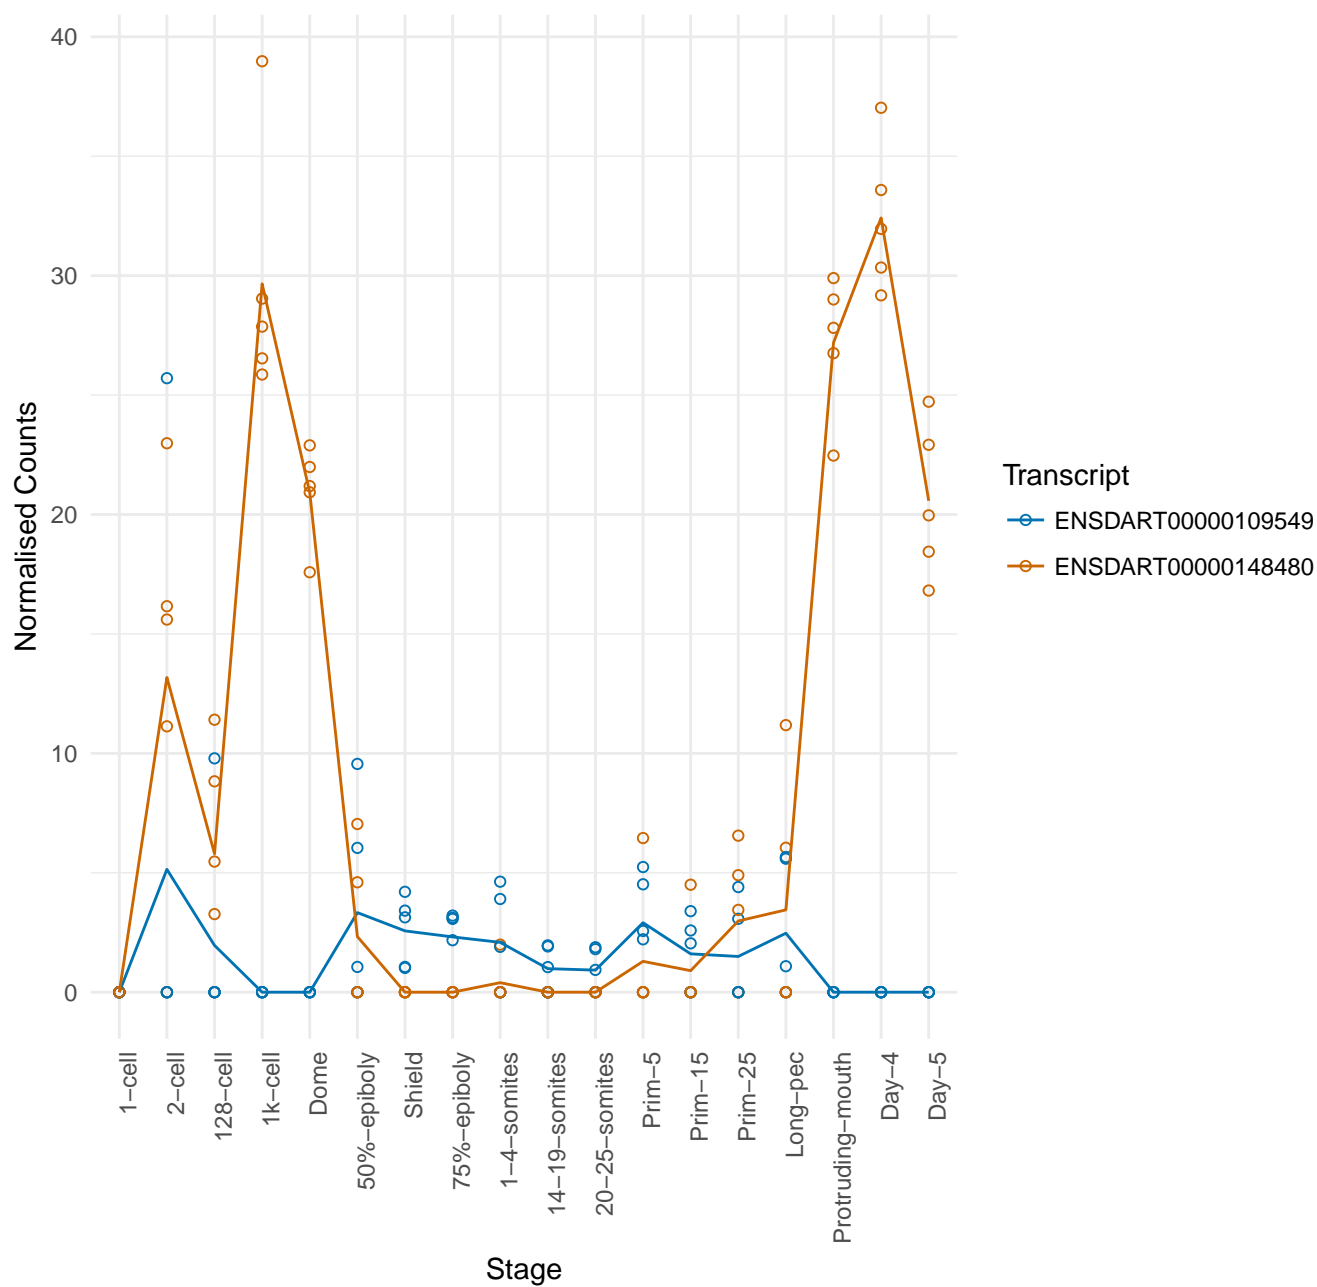 40
30
20
10
0
Normalised Counts
1−cell
2−cell
128−cell
1k−cell
Dome
50%−epiboly
Shield
75%−epiboly
1−4−somites
14−19−somites
20−25−somites
Prim−5
Prim−15
Prim−25
Long−pec
Protruding−mouth
Day−4
Day−5
Stage
Transcript
ENSDART00000109549
ENSDART00000148480